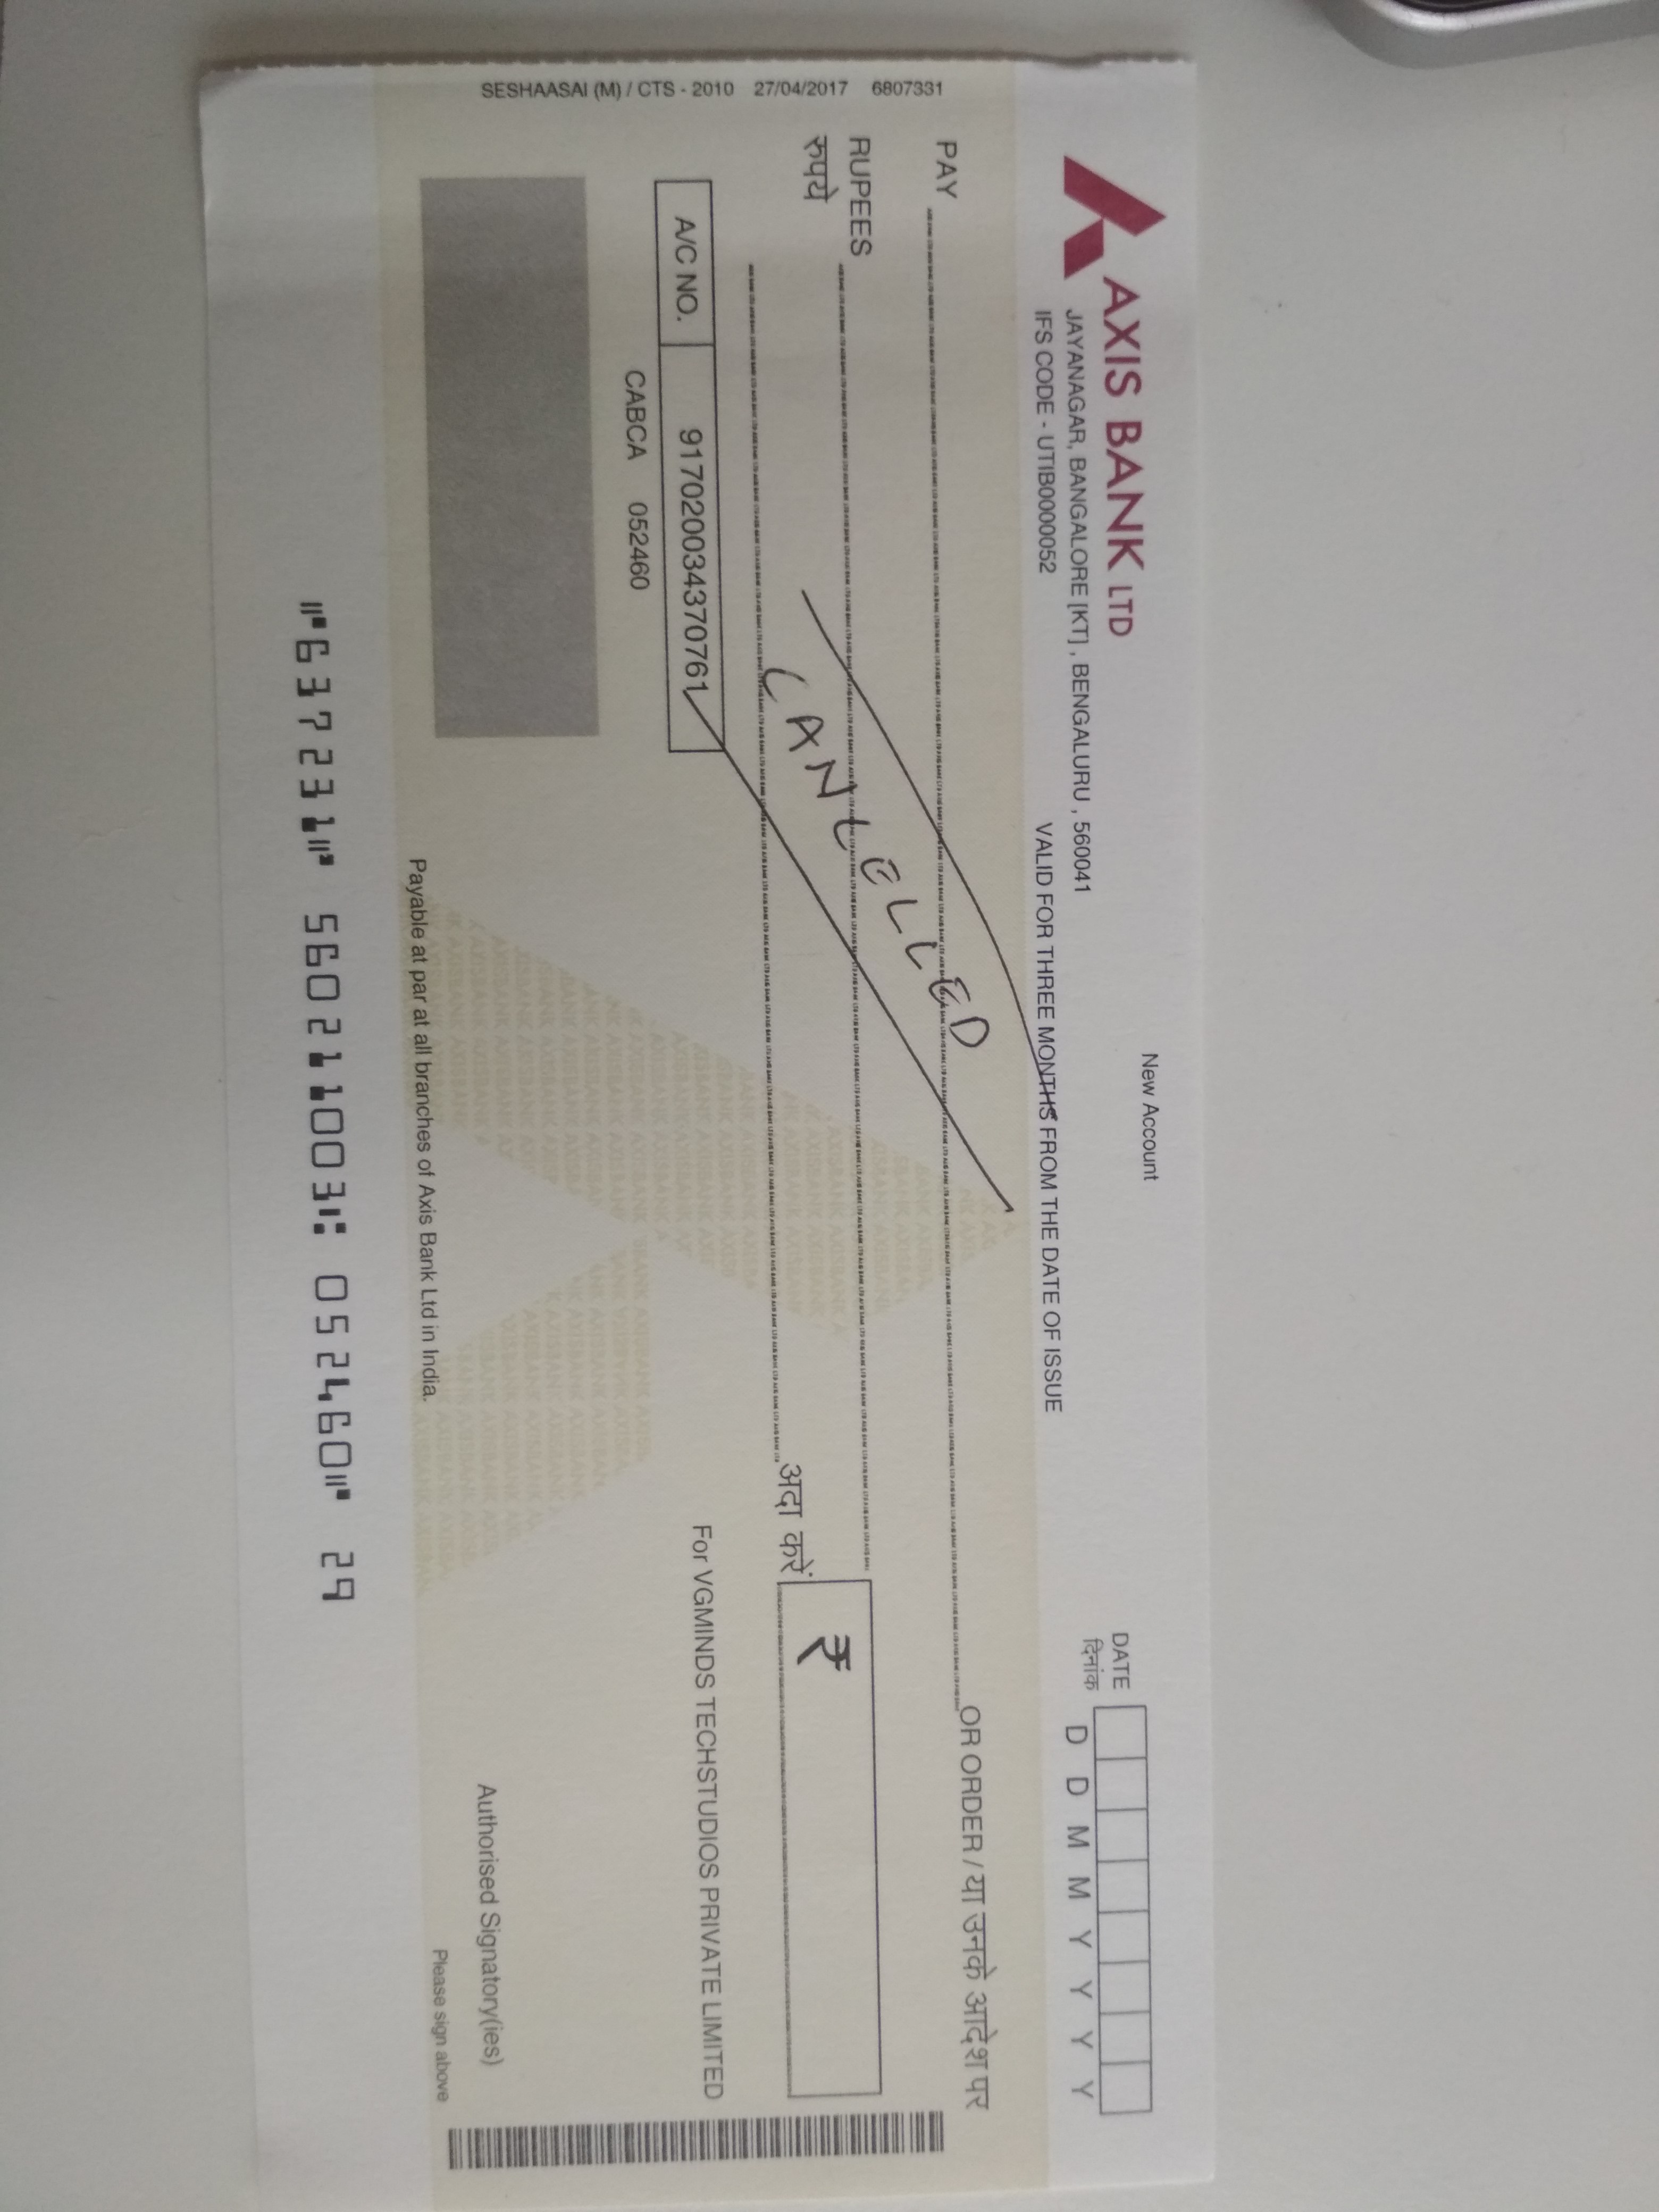 AXIS BANK LTD
JAYANAGAR, BANGALORE [KT] , BENGALURU , 560041
IFS CODE - UTIB0000052
New Account
VALID FOR THREE MONTHS FROM THE DATE OF ISSUE
DATE
दिनांक
D D M M Y Y Y Y
PAY
OR ORDER / या उनके आदेश पर
RUPEES
रुपये
अदा करें
₹
CANCELLED
A/C NO. 917020034370761
CABCA 052460
For VGMINDS TECHSTUDIOS PRIVATE LIMITED
Authorised Signatory(ies)
Please sign above
Payable at par at all branches of Axis Bank Ltd in India.
⑈637231⑈ 560211003⑆ 052460⑈ 29
SESHAASAI (M) / CTS - 2010 27/04/2017 6807331